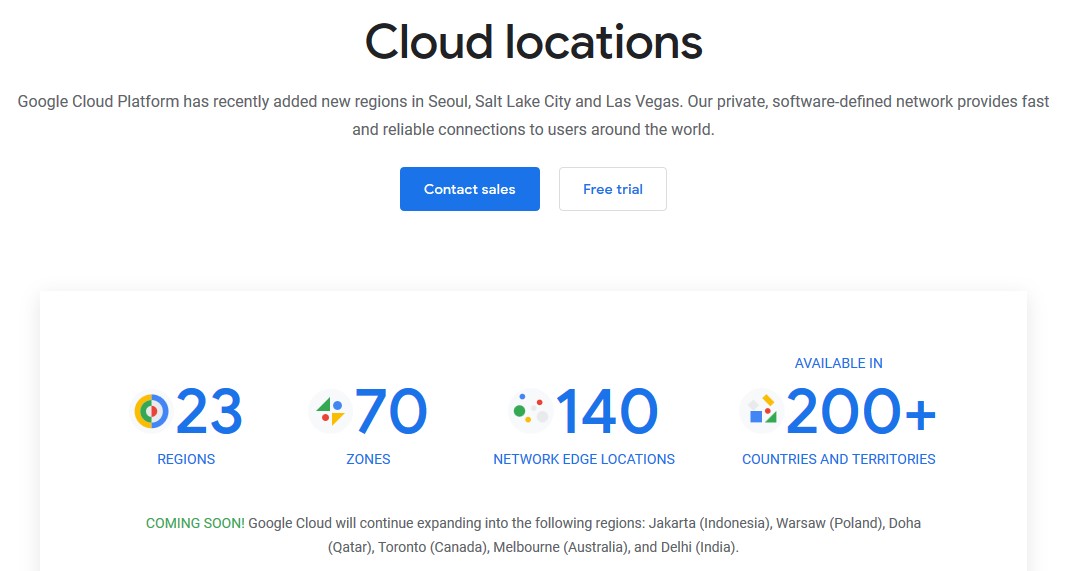 Cloud locations
Google Cloud Platform has recently added new regions in Seoul, Salt Lake City and Las Vegas. Our private, software-defined network provides fast
and reliable connections to users around the world.
Contact sales
Free trial
23
REGIONS
70
ZONES
140
NETWORK EDGE LOCATIONS
AVAILABLE IN
200+
COUNTRIES AND TERRITORIES
COMING SOON! Google Cloud will continue expanding into the following regions: Jakarta (Indonesia), Warsaw (Poland), Doha
(Qatar), Toronto (Canada), Melbourne (Australia), and Delhi (India).